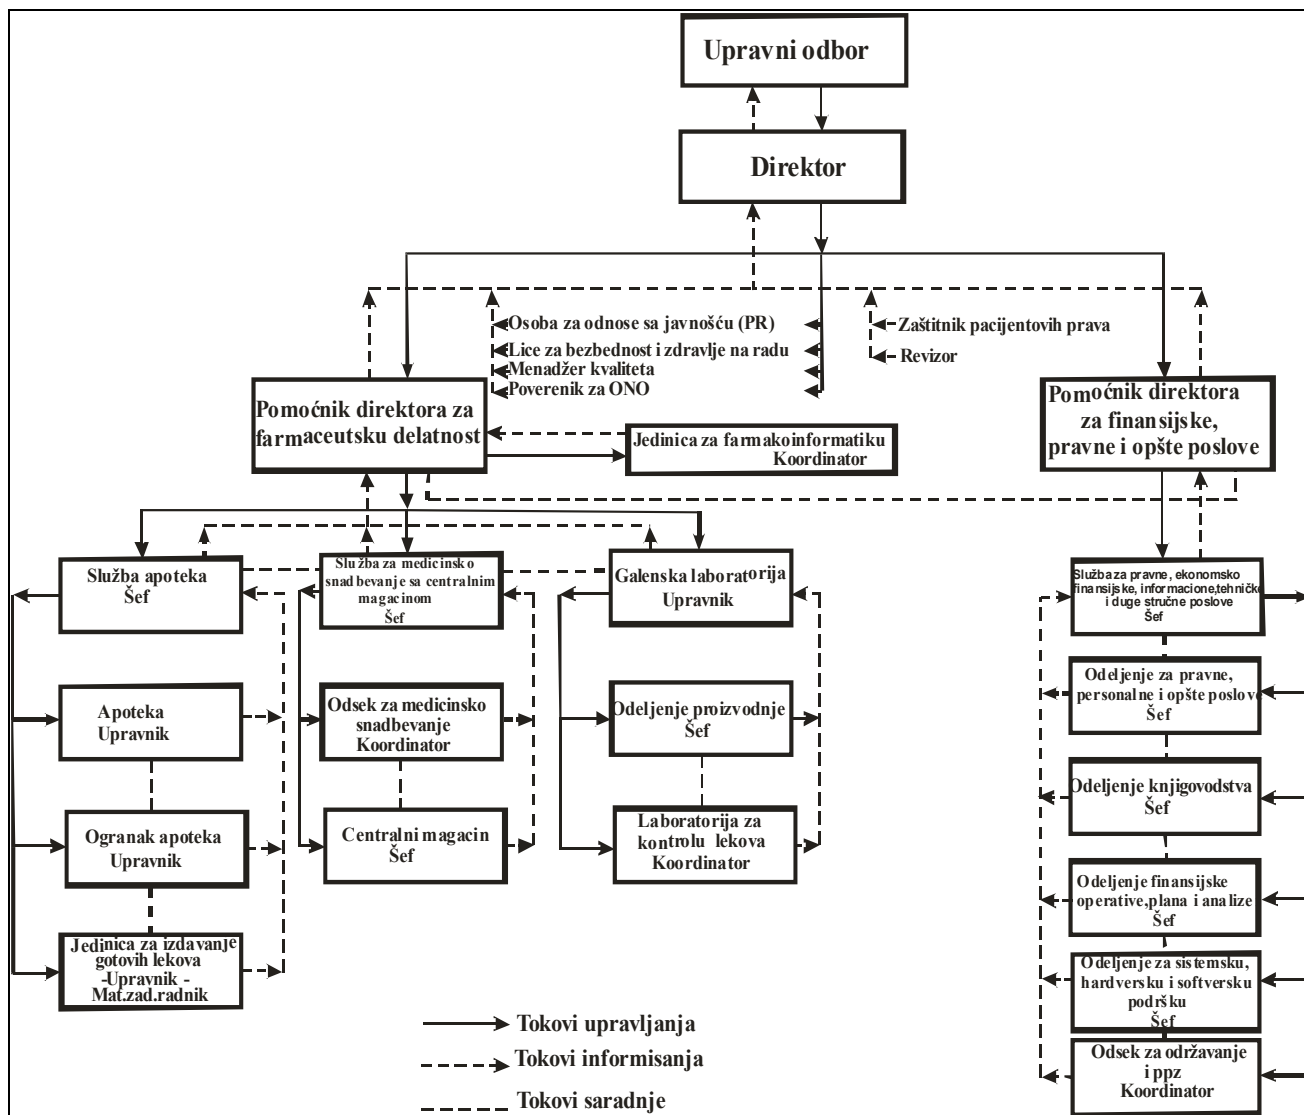 Upravni odbor
Direktor
Osoba za odnose sa javnošću (PR)
Lice za bezbednost i zdravlje na radu
Menadžer kvaliteta
Poverenik za ONO
Zaštitnik pacijentovih prava
Revizor
Pomoćnik direktora za
farmaceutsku delatnost
Jedinica za farmakoinformatiku
Koordinator
Pomoćnik direktora
za finansijske,
pravne i opšte poslove
Služba apoteka
Šef
Služba za medicinsko
snadbevanje sa centralnim
magacinom
Šef
Galenska laboratorija
Upravnik
Služba za pravne, ekonomsko
finansijske, informacione,tehničke
i duge stručne poslove
Šef
Apoteka
Upravnik
Odsek za medicinsko
snadbevanje
Koordinator
Odeljenje proizvodnje
Šef
Odeljenje za pravne,
personalne i opšte poslove
Šef
Ogranak apoteka
Upravnik
Centralni magacin
Šef
Laboratorija za
kontrolu lekova
Koordinator
Odeljenje knjigovodstva
Šef
Odeljenje finansijske
operative,plana i analize
Šef
Jedinica za izdavanje
gotovih lekova
-Upravnik -
Mat.zad.radnik
Odeljenje za sistemsku,
hardversku i softversku
podršku
Šef
Odsek za održavanje
i ppz
Koordinator
Tokovi upravljanja
Tokovi informisanja
Tokovi saradnje